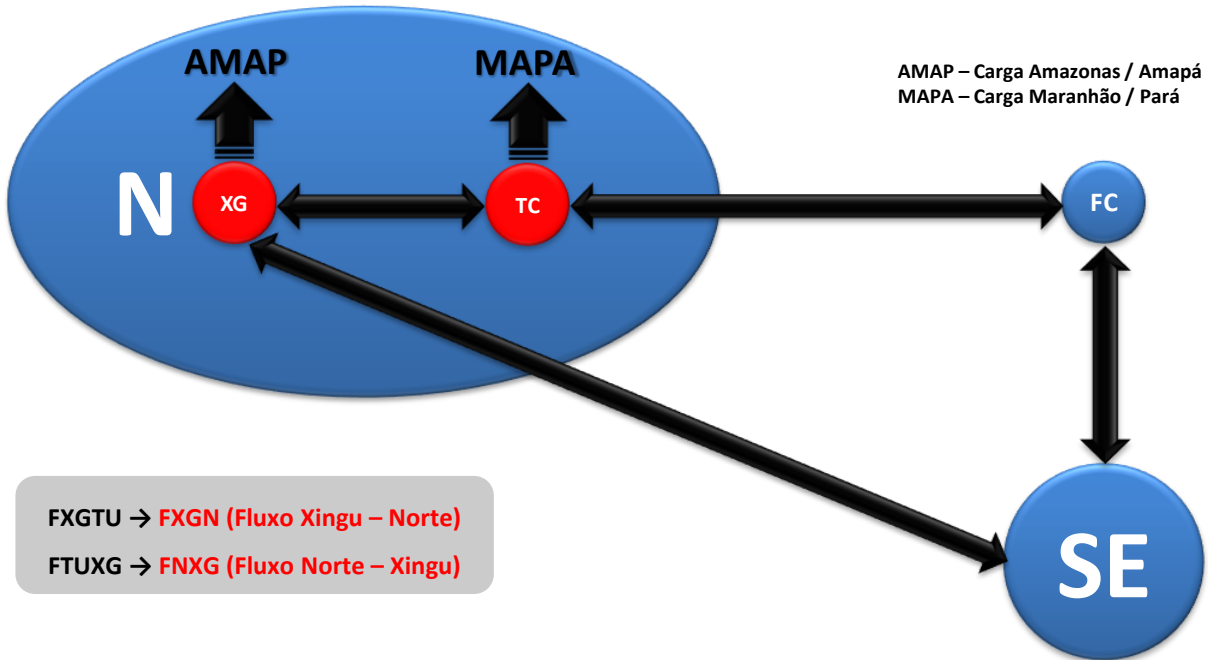 AMAP
MAPA
AMAP – Carga Amazonas / Amapá
MAPA – Carga Maranhão / Pará
N
XG
TC
FC
FXGTU → FXGN (Fluxo Xingu – Norte)
FTUXG → FNXG (Fluxo Norte – Xingu)
SE